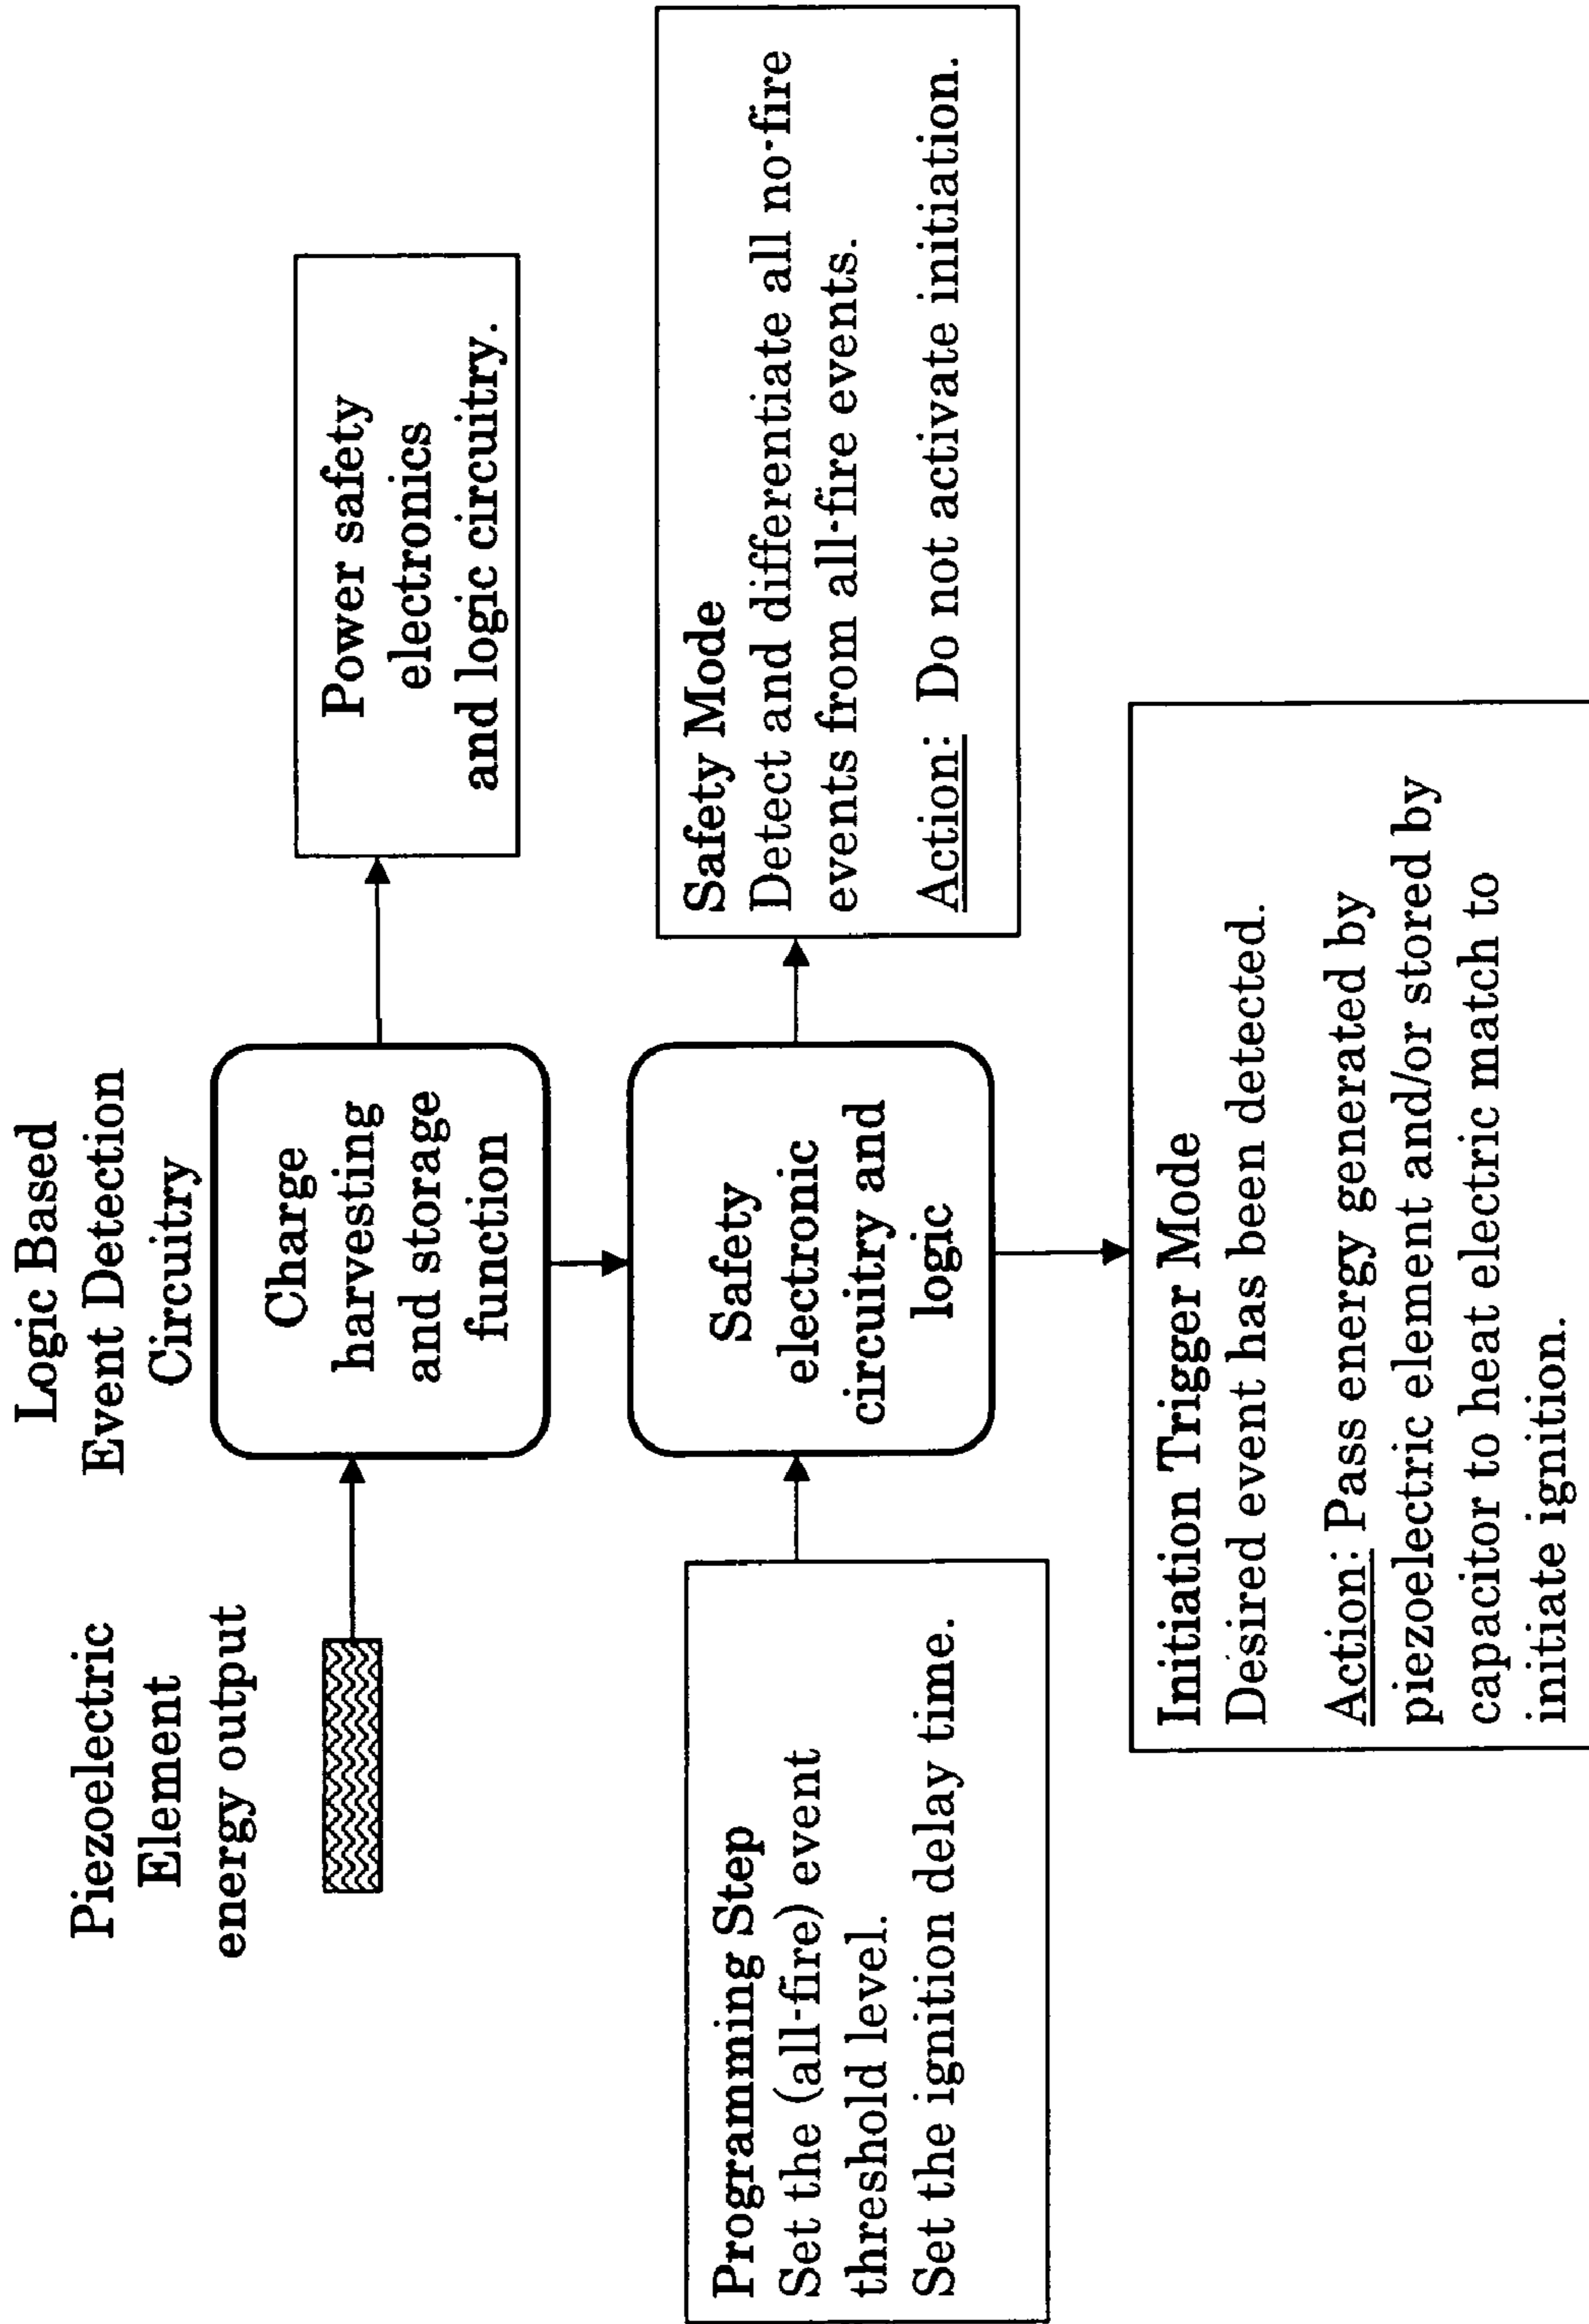 Piezoelectric
Element
energy output
Logic Based
Event Detection
Circuitry
Charge
harvesting
and storage
function
Power safety
electronics
and logic circuitry.
Programming Step
Set the (all-fire) event
threshold level.
Set the ignition delay time.
Safety
electronic
circuitry and
logic
Safety Mode
Detect and differentiate all no-fire
events from all-fire events.
Action: Do not activate initiation.
Initiation Trigger Mode
Desired event has been detected.
Action: Pass energy generated by
piezoelectric element and/or stored by
capacitor to heat electric match to
initiate ignition.